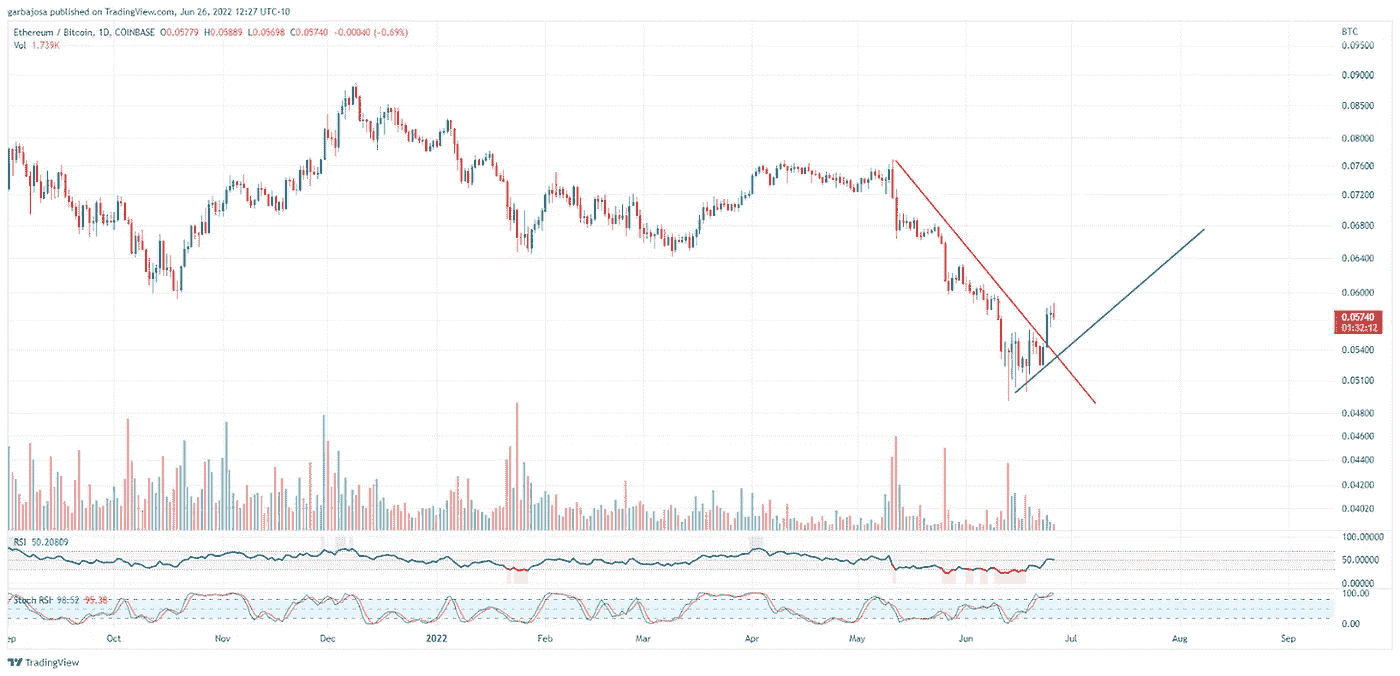 garbajosa published on TradingView.com, Jun 26, 2022 12:27 UTC-10
Ethereum / Bitcoin, 1D, COINBASE O0.05779 H0.05889 L0.05698 C0.05740 -0.00040 (-0.69%)
Vol 1.739K
BTC
0.09500
0.09000
0.08500
0.08000
0.07600
0.07200
0.06800
0.06400
0.06000
0.05740
01:32:12
0.05400
0.05100
0.04800
0.04600
0.04400
0.04200
0.04020
RSI 50.20809
100.00000
50.00000
0.00000
Stoch RSI 98.52 95.38
100.00
0.00
ep Oct Nov Dec 2022 Feb Mar Apr May Jun Jul Aug Sep
TradingView